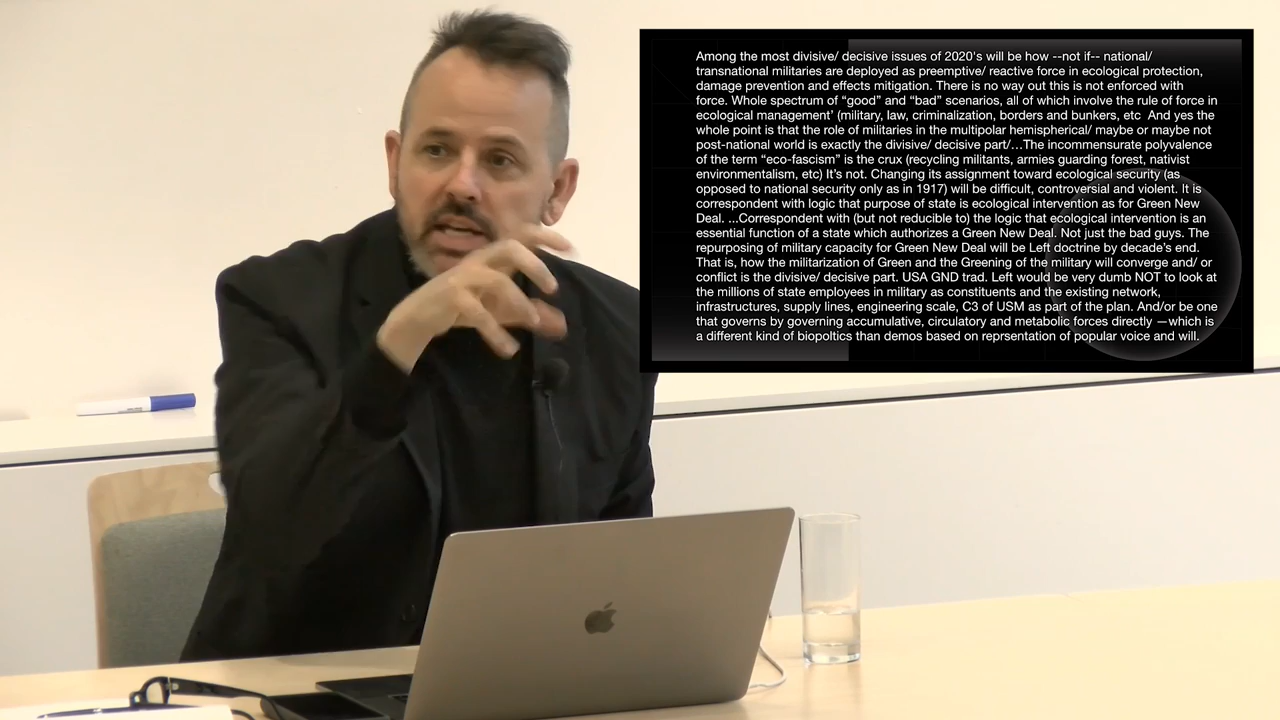 Among the most divisive/ decisive issues of 2020's will be how --not if-- national/
transnational militaries are deployed as preemptive/ reactive force in ecological protection,
damage prevention and effects mitigation. There is no way out this is not enforced with
force. Whole spectrum of “good” and “bad” scenarios, all of which involve the rule of force in
ecological management’ (military, law, criminalization, borders and bunkers, etc  And yes the
whole point is that the role of militaries in the multipolar hemispherical/ maybe or maybe not
post-national world is exactly the divisive/ decisive part/…The incommensurate polyvalence
of the term “eco-fascism” is the crux (recycling militants, armies guarding forest, nativist
environmentalism, etc) It’s not. Changing its assignment toward ecological security (as
opposed to national security only as in 1917) will be difficult, controversial and violent. It is
correspondent with logic that purpose of state is ecological intervention as for Green New
Deal. ...Correspondent with (but not reducible to) the logic that ecological intervention is an
essential function of a state which authorizes a Green New Deal. Not just the bad guys. The
repurposing of military capacity for Green New Deal will be Left doctrine by decade’s end.
That is, how the militarization of Green and the Greening of the military will converge and/ or
conflict is the divisive/ decisive part. USA GND trad. Left would be very dumb NOT to look at
the millions of state employees in military as constituents and the existing network,
infrastructures, supply lines, engineering scale, C3 of USM as part of the plan. And/or be one
that governs by governing accumulative, circulatory and metabolic forces directly —which is
a different kind of biopoltics than demos based on reprsentation of popular voice and will.